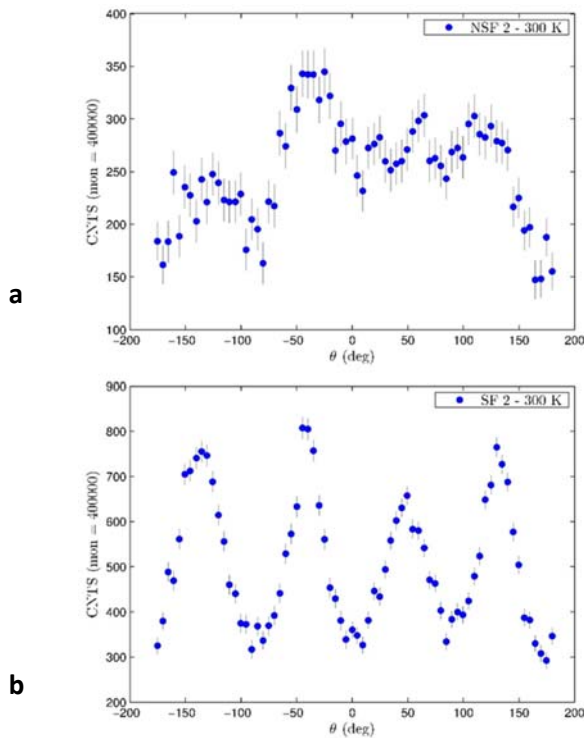 400
NSF 2 - 300 K
350
300
250
200
150
100
CNTS (mon = 400000)
−200 −150 −100 −50 0 50 100 150 200
θ (deg)
a
900
SF 2 - 300 K
800
700
600
500
400
300
200
CNTS (mon = 400000)
−200 −150 −100 −50 0 50 100 150 200
θ (deg)
b